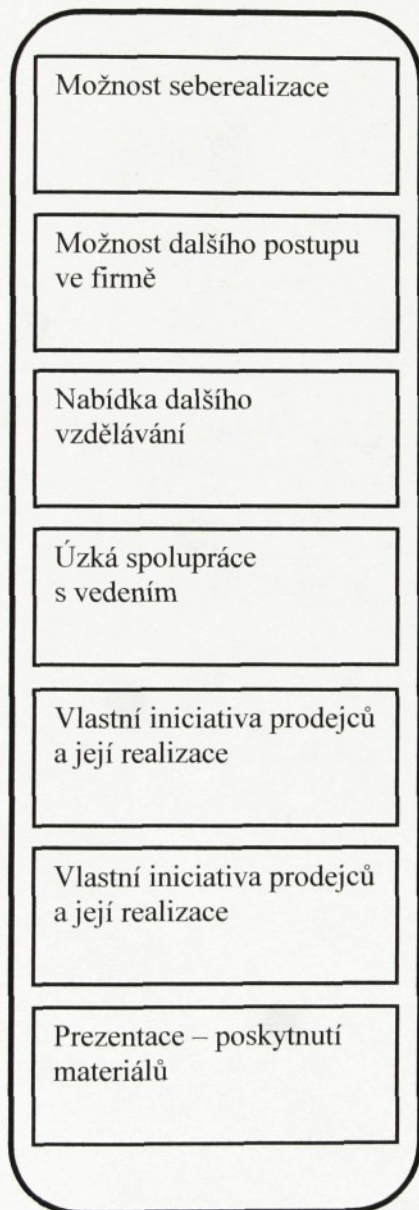 Možnost seberealizace
Možnost dalšího postupu
ve firmě
Nabídka dalšího
vzdělávání
Úzká spolupráce
s vedením
Vlastní iniciativa prodejců
a její realizace
Vlastní iniciativa prodejců
a její realizace
Prezentace – poskytnutí
materiálů